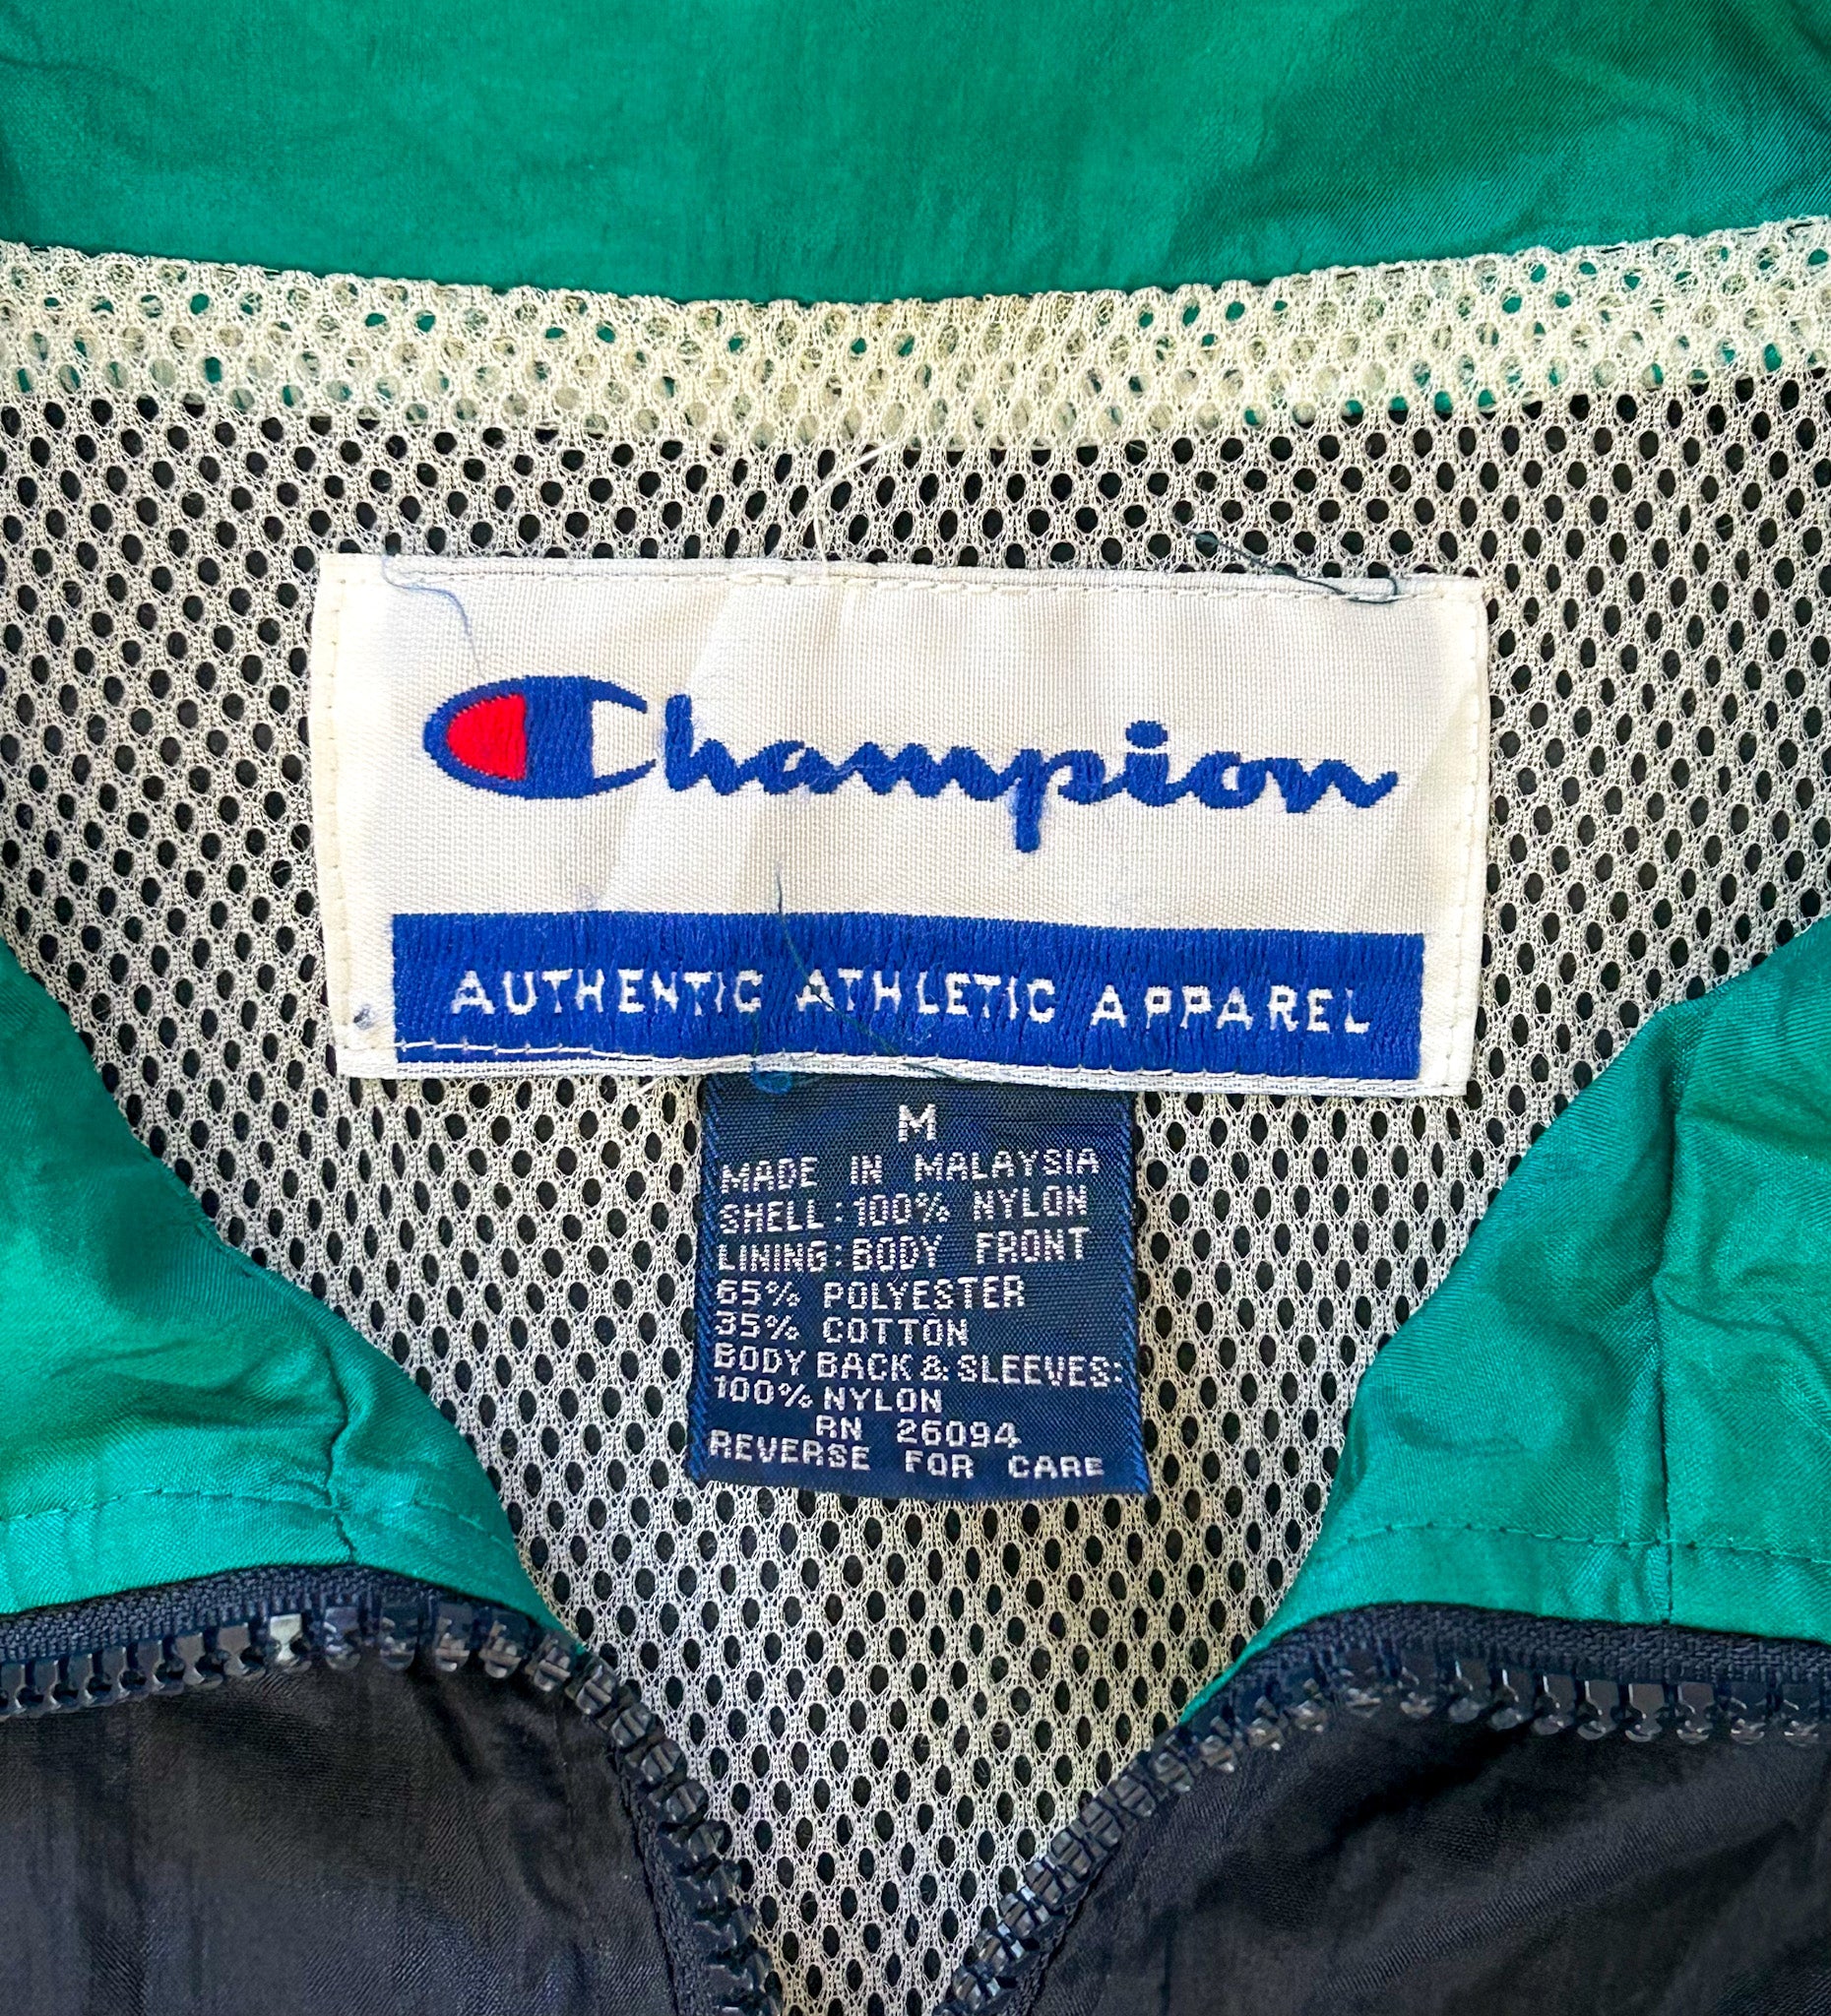 Champion
AUTHENTIC ATHLETIC APPAREL
M
MADE IN MALAYSIA
SHELL: 100% NYLON
LINING: BODY FRONT
65% POLYESTER
35% COTTON
BODY BACK & SLEEVES:
100% NYLON
RN 26094
REVERSE FOR CARE